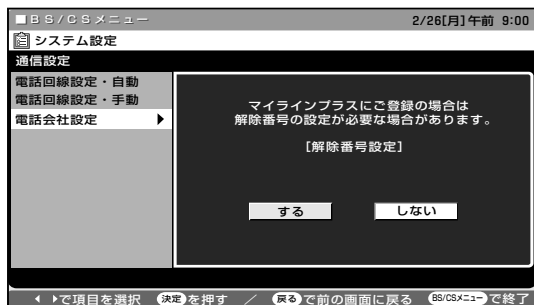 ■BS/CSメニュー 2/26[月]午前 9:00
システム設定
通信設定
電話回線設定・自動
電話回線設定・手動
電話会社設定
マイラインプラスにご登録の場合は
解除番号の設定が必要な場合があります。
[解除番号設定]
する しない
で項目を選択 決定を押す / 戻るで前の画面に戻る BS/CSメニューで終了